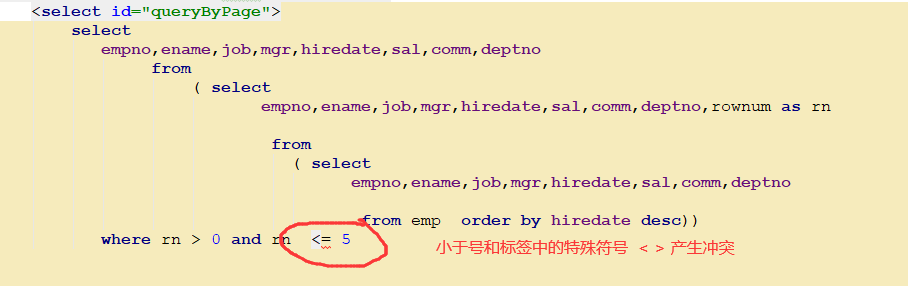 <select id="queryByPage">
select
empno,ename,job,mgr,hiredate,sal,comm,deptno
from
( select
empno,ename,job,mgr,hiredate,sal,comm,deptno,rownum as rn
from
( select
empno,ename,job,mgr,hiredate,sal,comm,deptno
from emp order by hiredate desc))
where rn > 0 and rn <= 5 小于号和标签中的特殊符号 < > 产生冲突